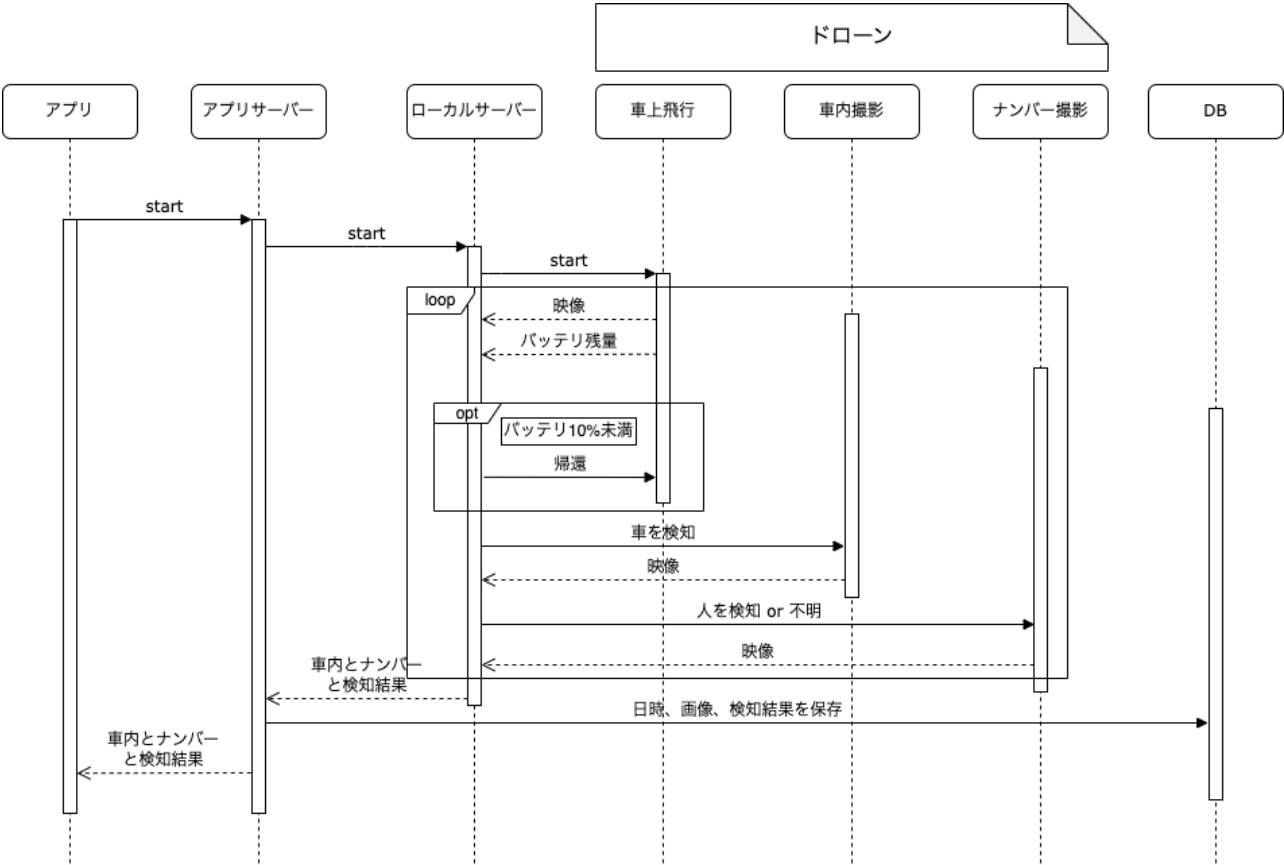 ドローン
アプリ
アプリサーバー
ローカルサーバー
車上飛行
車内撮影
ナンバー撮影
DB
start
start
start
loop
映像
バッテリ残量
opt
バッテリ10%未満
帰還
車を検知
映像
人を検知 or 不明
映像
車内とナンバー
と検知結果
日時、画像、検知結果を保存
車内とナンバー
と検知結果